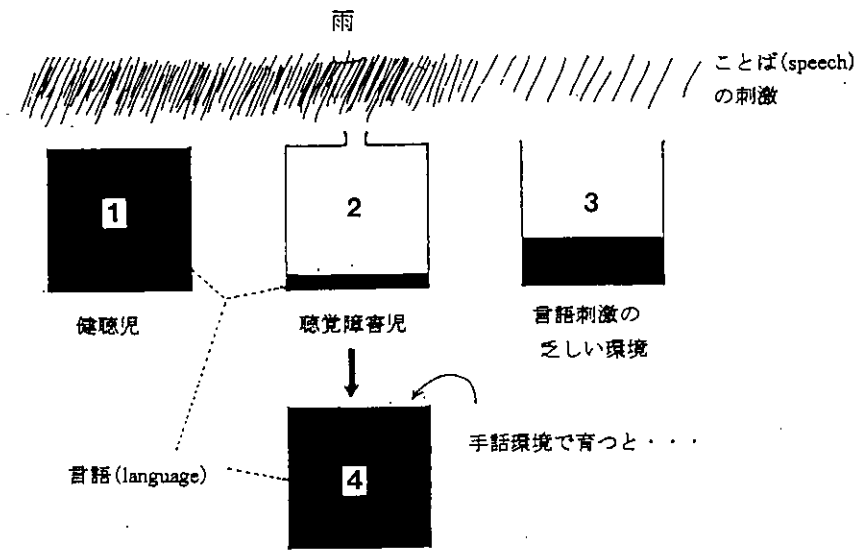 雨
ことば(speech)
の刺激
1
2
3
健聴児
聴覚障害児
言語刺激の
乏しい環境
手話環境で育つと・・・
言語(language)
4